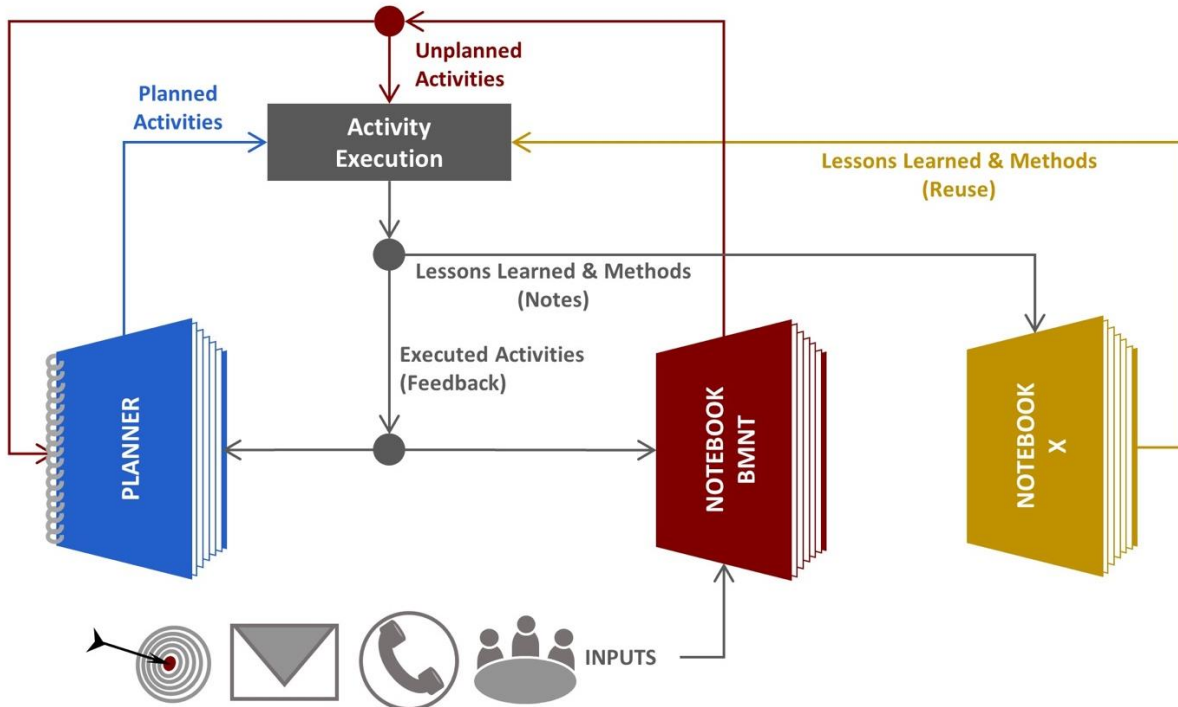 Unplanned
Activities
Planned
Activities
Activity
Execution
Lessons Learned & Methods
(Reuse)
Lessons Learned & Methods
(Notes)
Executed Activities
(Feedback)
PLANNER
NOTEBOOK
BMNT
NOTEBOOK
X
INPUTS